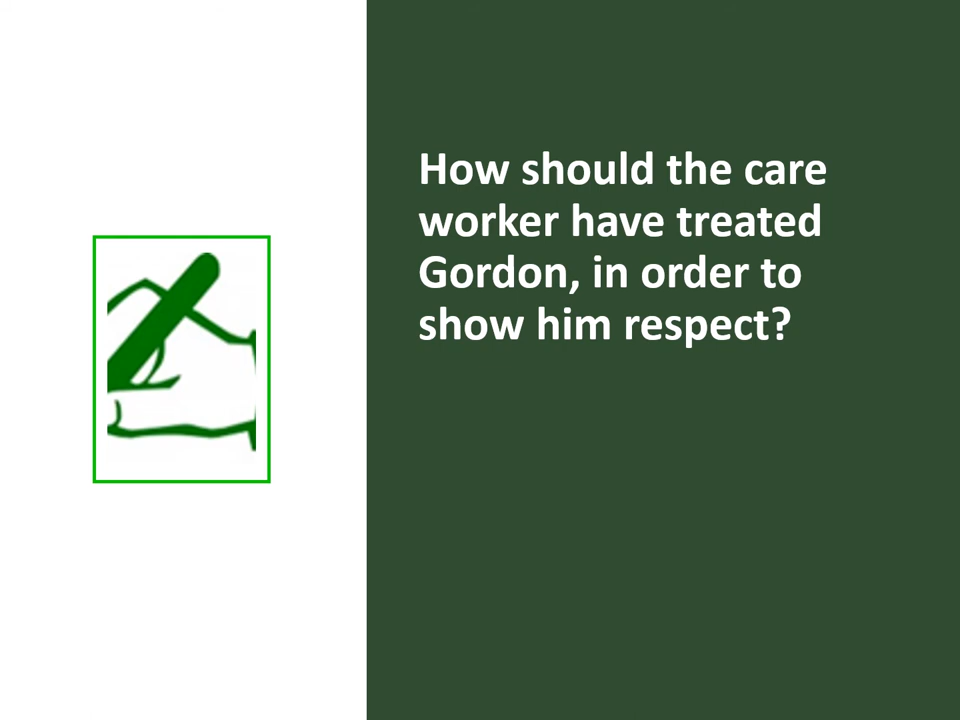 How should the care
worker have treated
Gordon, in order to
show him respect?